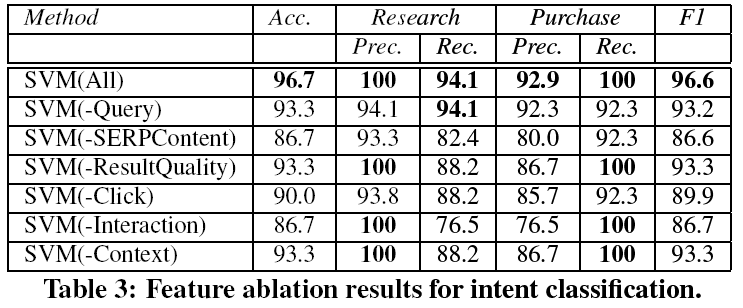 Method Acc. Research Purchase F1
Prec. Rec. Prec. Rec.
SVM(All) 96.7 100 94.1 92.9 100 96.6
SVM(-Query) 93.3 94.1 94.1 92.3 92.3 93.2
SVM(-SERPContent) 86.7 93.3 82.4 80.0 92.3 86.6
SVM(-ResultQuality) 93.3 100 88.2 86.7 100 93.3
SVM(-Click) 90.0 93.8 88.2 85.7 92.3 89.9
SVM(-Interaction) 86.7 100 76.5 76.5 100 86.7
SVM(-Context) 93.3 100 88.2 86.7 100 93.3
Table 3: Feature ablation results for intent classification.